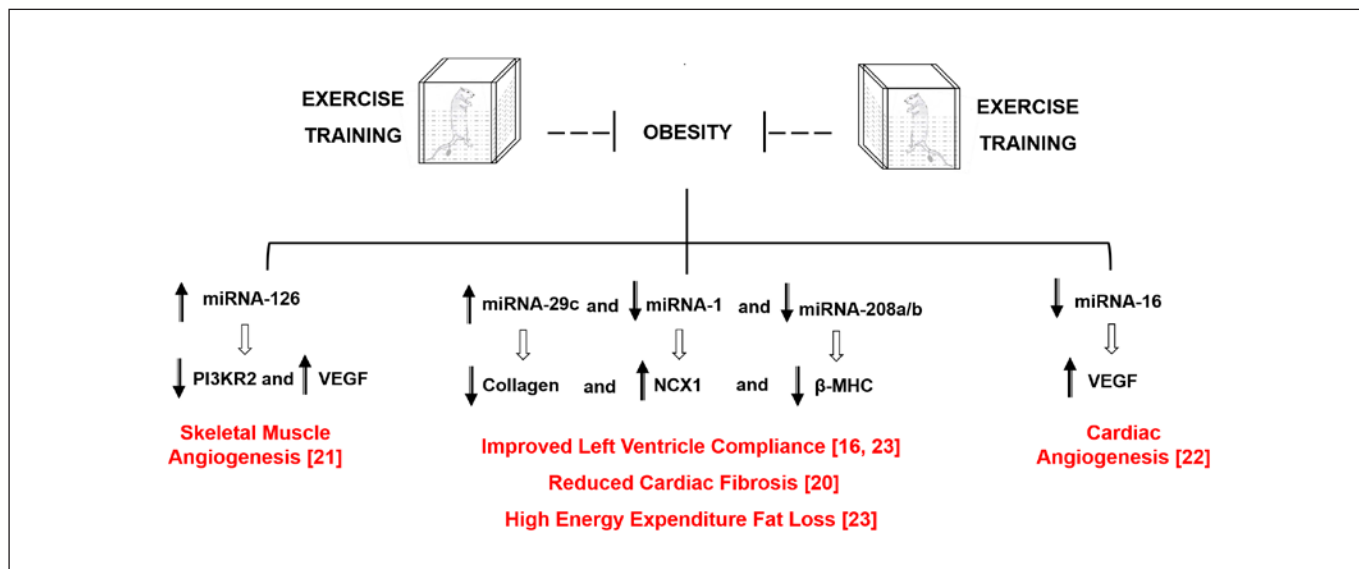 EXERCISE
TRAINING
OBESITY
EXERCISE
TRAINING
↑ miRNA-126
↓ PI3KR2 and ↑ VEGF
Skeletal Muscle
Angiogenesis [21]
↑ miRNA-29c and ↓ miRNA-1 and ↓ miRNA-208a/b
↓ Collagen and ↑ NCX1 and ↓ β-MHC
Improved Left Ventricle Compliance [16, 23]
Reduced Cardiac Fibrosis [20]
High Energy Expenditure Fat Loss [23]
↓ miRNA-16
↑ VEGF
Cardiac
Angiogenesis [22]